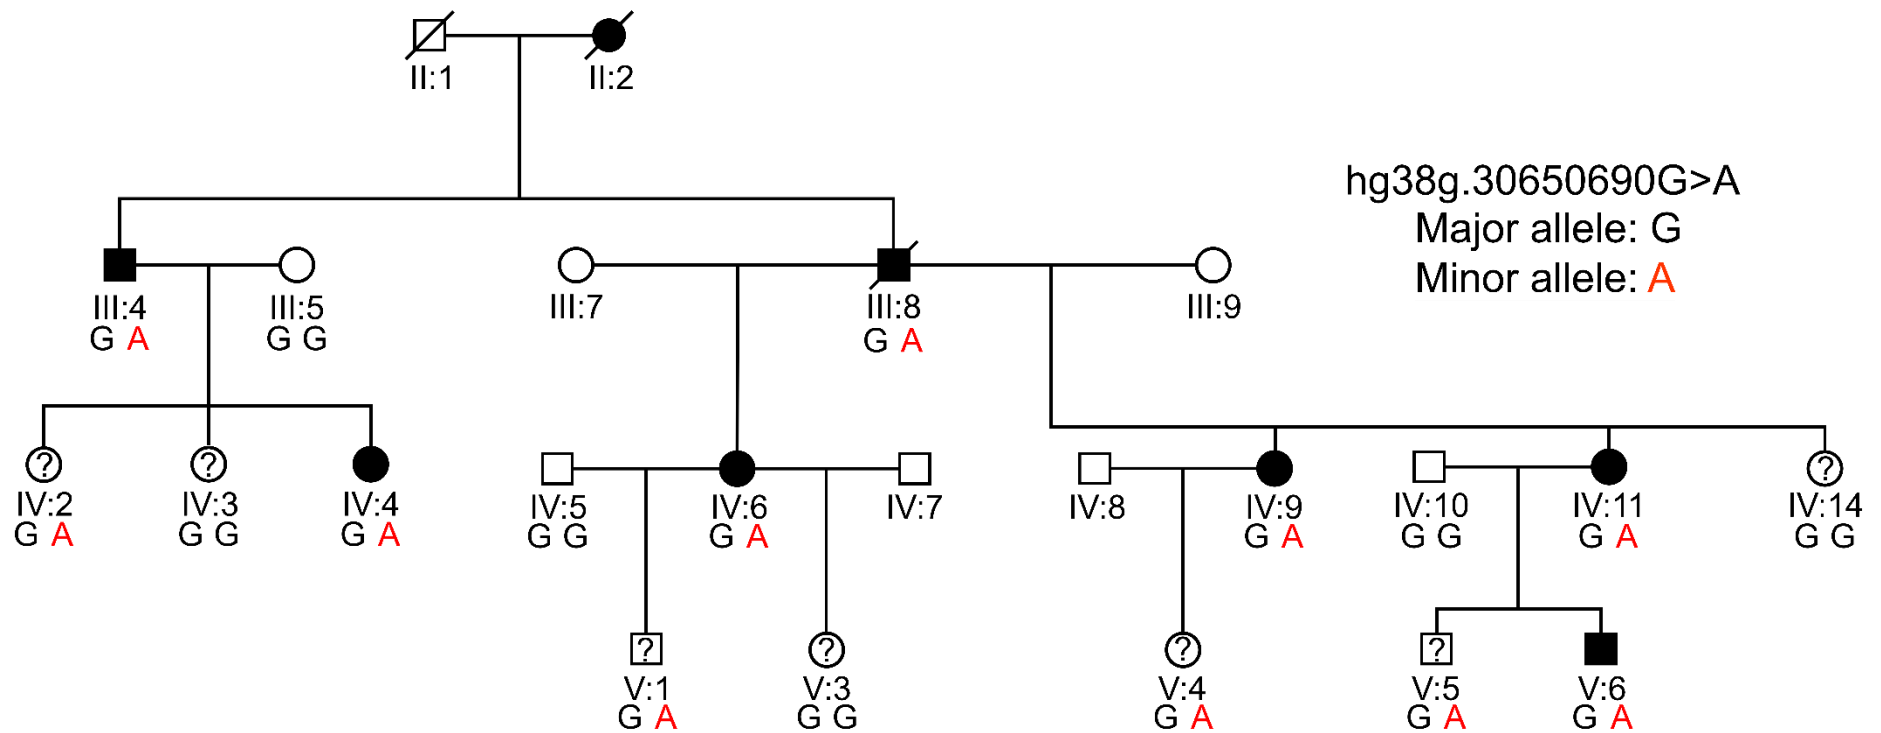 II:1 II:2
hg38g.30650690G>A
Major allele: G
Minor allele: A
III:4 III:5 III:7 III:8 III:9
G A G G G A
? ? ?
IV:2 IV:3 IV:4 IV:5 IV:6 IV:7 IV:8 IV:9 IV:10 IV:11 IV:14
G A G G G A G G G A G A G G G A G G
? ? ? ?
V:1 V:3 V:4 V:5 V:6
G A G G G A G A G A